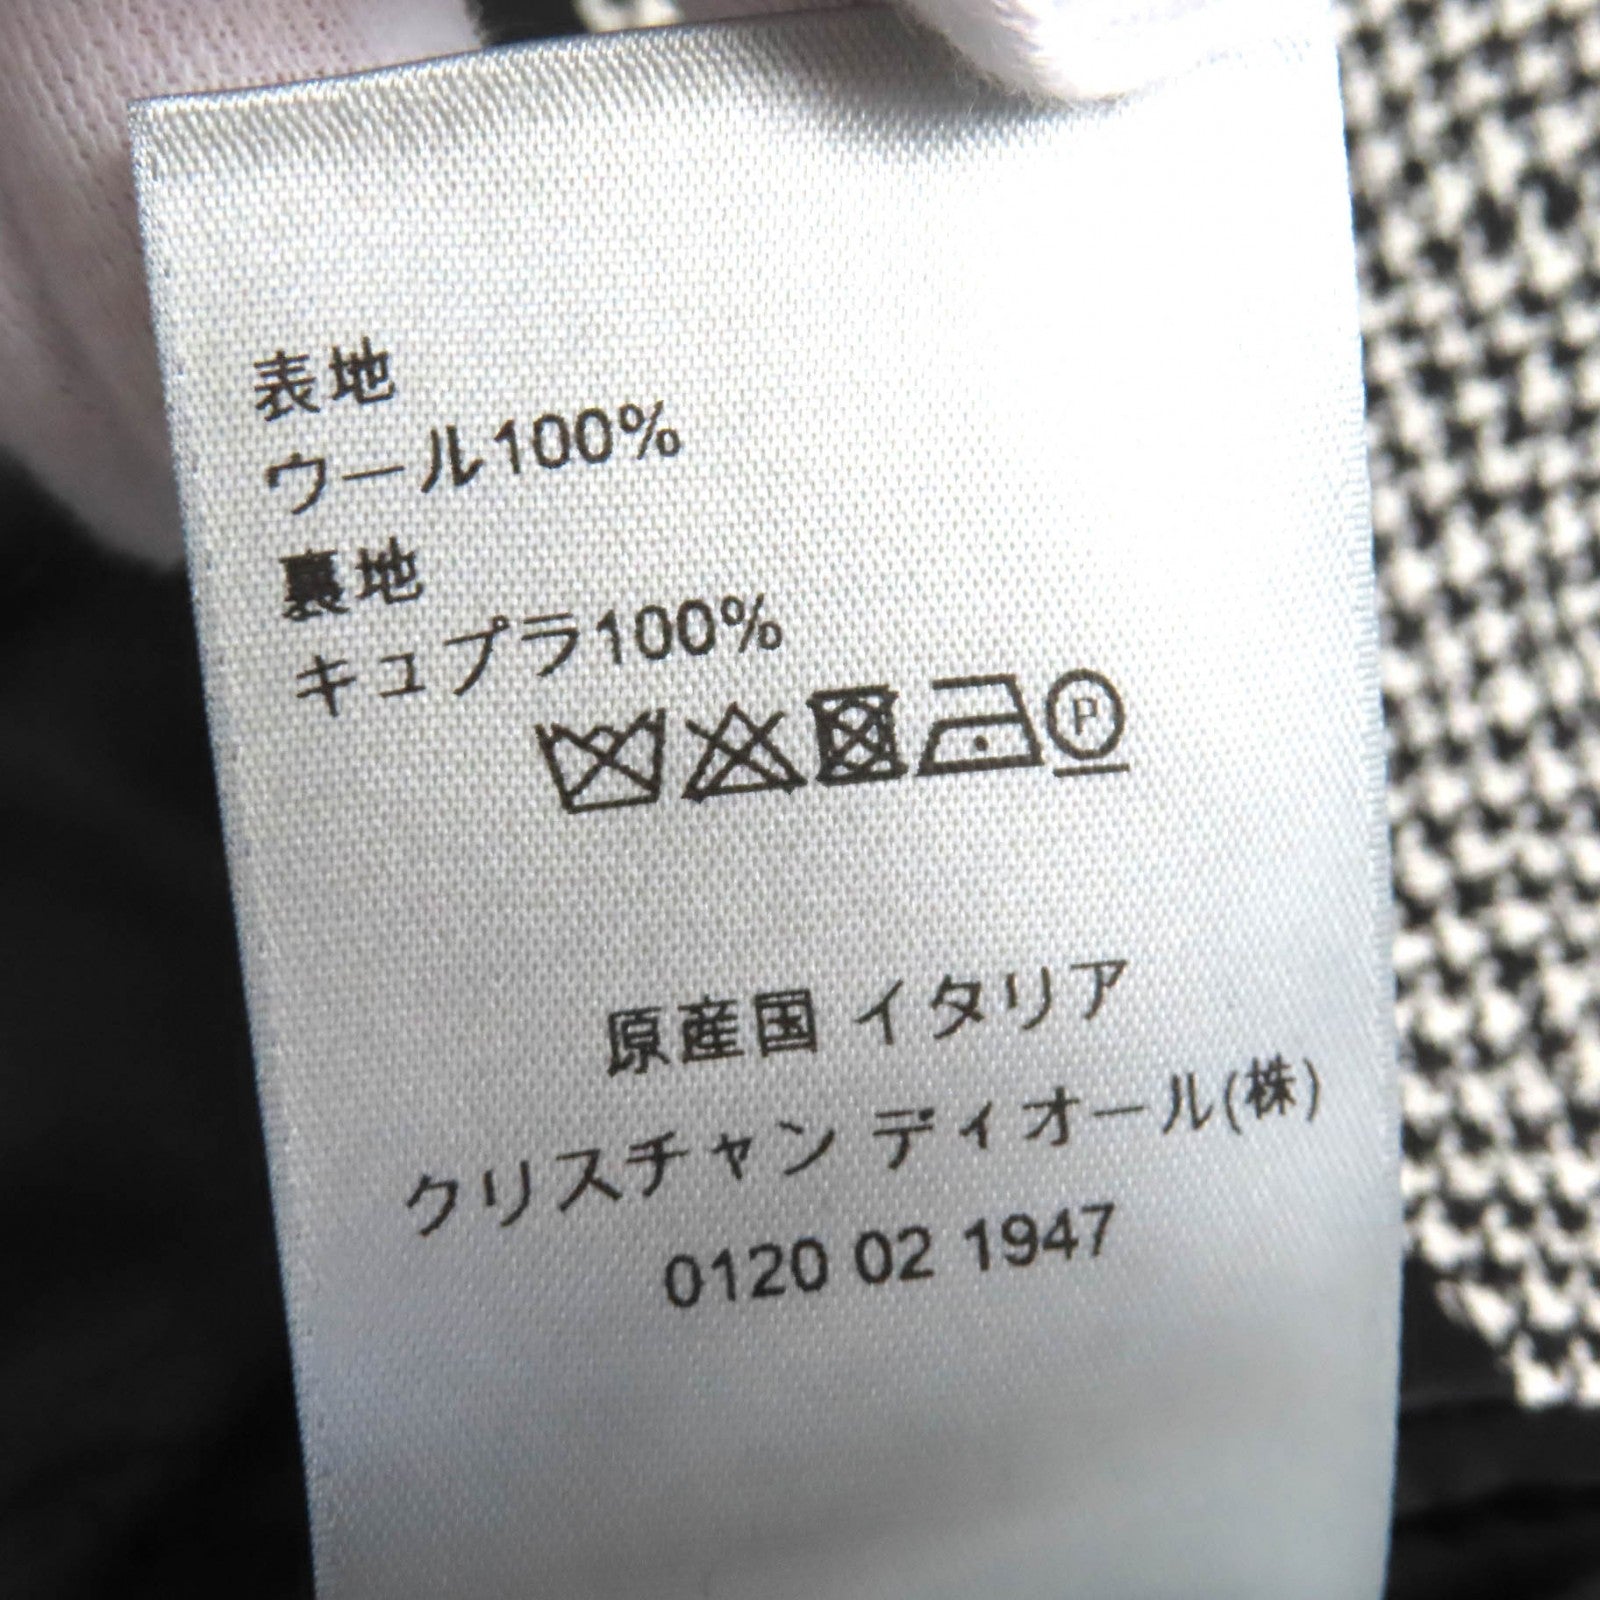 表地
ウール100%
裏地
キュプラ100%
P
原産国 イタリア
クリスチャン ディオール(株)
0120 02 1947